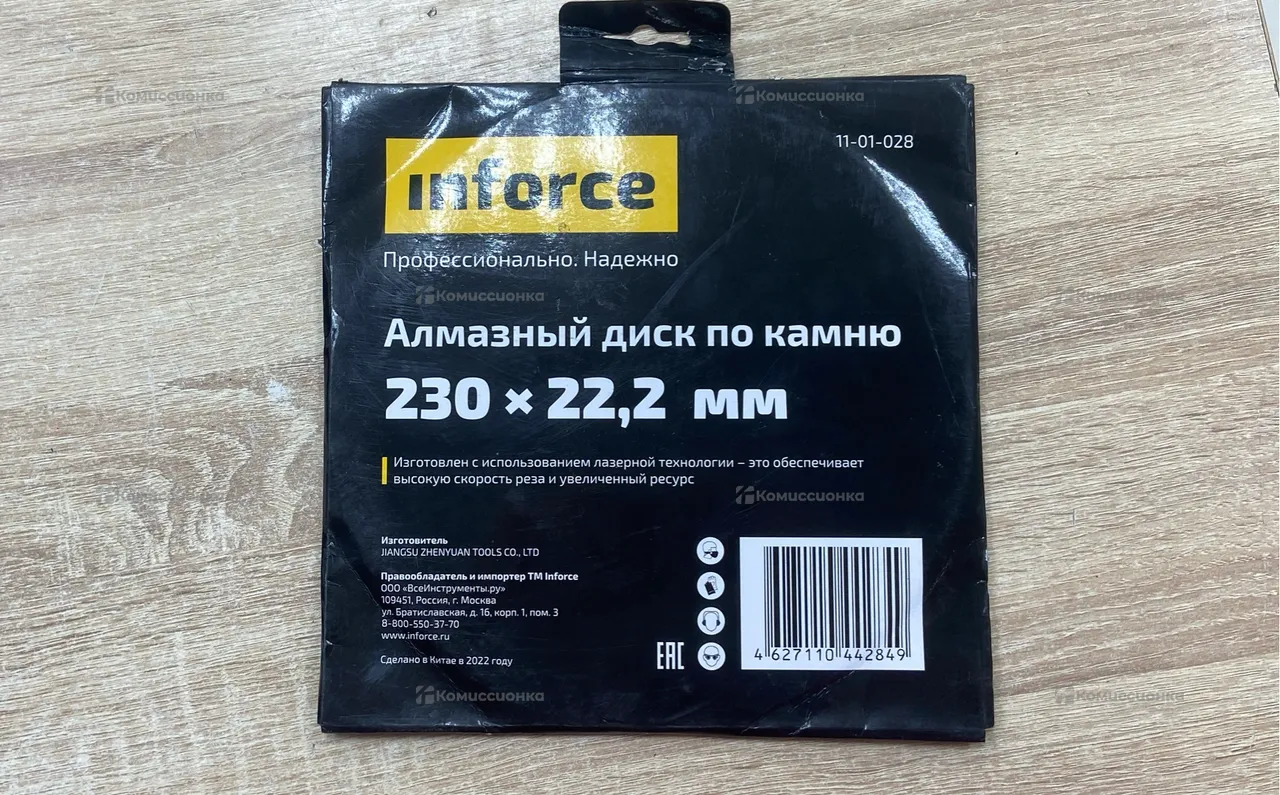 11-01-028
inforce
Профессионально. Надежно
Алмазный диск по камню
230 × 22,2 мм
Изготовлен с использованием лазерной технологии – это обеспечивает
высокую скорость реза и увеличенный ресурс
Изготовитель
JIANGSU ZHENYUAN TOOLS CO., LTD
Правообладатель и импортер ТМ Inforce
ООО «ВсеИнструменты.ру»
109451, Россия, г. Москва
ул. Братиславская, д. 16, корп. 1, пом. 3
8-800-550-37-70
www.inforce.ru
Сделано в Китае в 2022 году
EAC
4 627110 442849
Комиссионка
Комиссионка
Комиссионка
Комиссионка
Комиссионка
Комиссионка
Комиссионка
Комиссионка